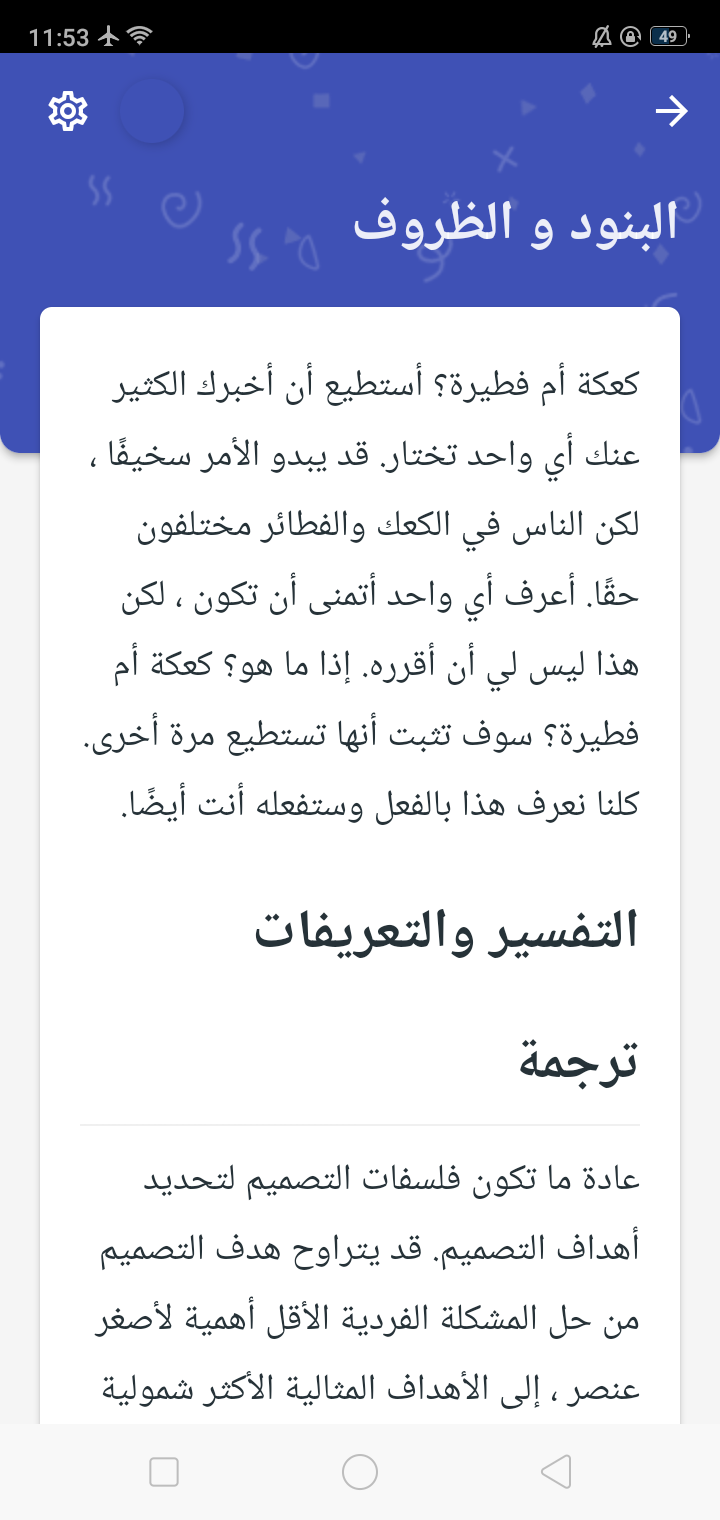 11:53
49
البنود و الظروف
كعكة أم فطيرة؟ أستطيع أن أخبرك الكثير
عنك أي واحد تختار. قد يبدو الأمر سخيفًا ،
لكن الناس في الكعك والفطائر مختلفون
حقًا. أعرف أي واحد أتمنى أن تكون ، لكن
هذا ليس لي أن أقرره. إذا ما هو؟ كعكة أم
فطيرة؟ سوف تثبت أنها تستطيع مرة أخرى.
كلنا نعرف هذا بالفعل وستفعله أنت أيضًا.
التفسير والتعريفات
ترجمة
عادة ما تكون فلسفات التصميم لتحديد
أهداف التصميم. قد يتراوح هدف التصميم
من حل المشكلة الفردية الأقل أهمية لأصغر
عنصر ، إلى الأهداف المثالية الأكثر شمولية